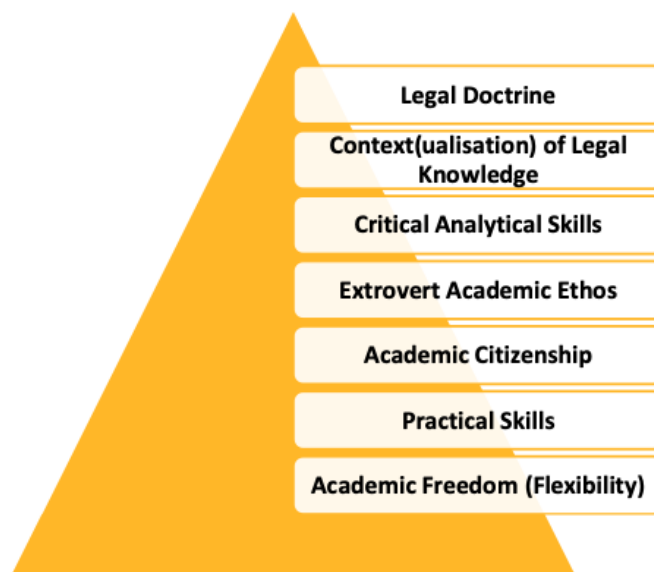 Legal Doctrine
Context(ualisation) of Legal
Knowledge
Critical Analytical Skills
Extrovert Academic Ethos
Academic Citizenship
Practical Skills
Academic Freedom (Flexibility)